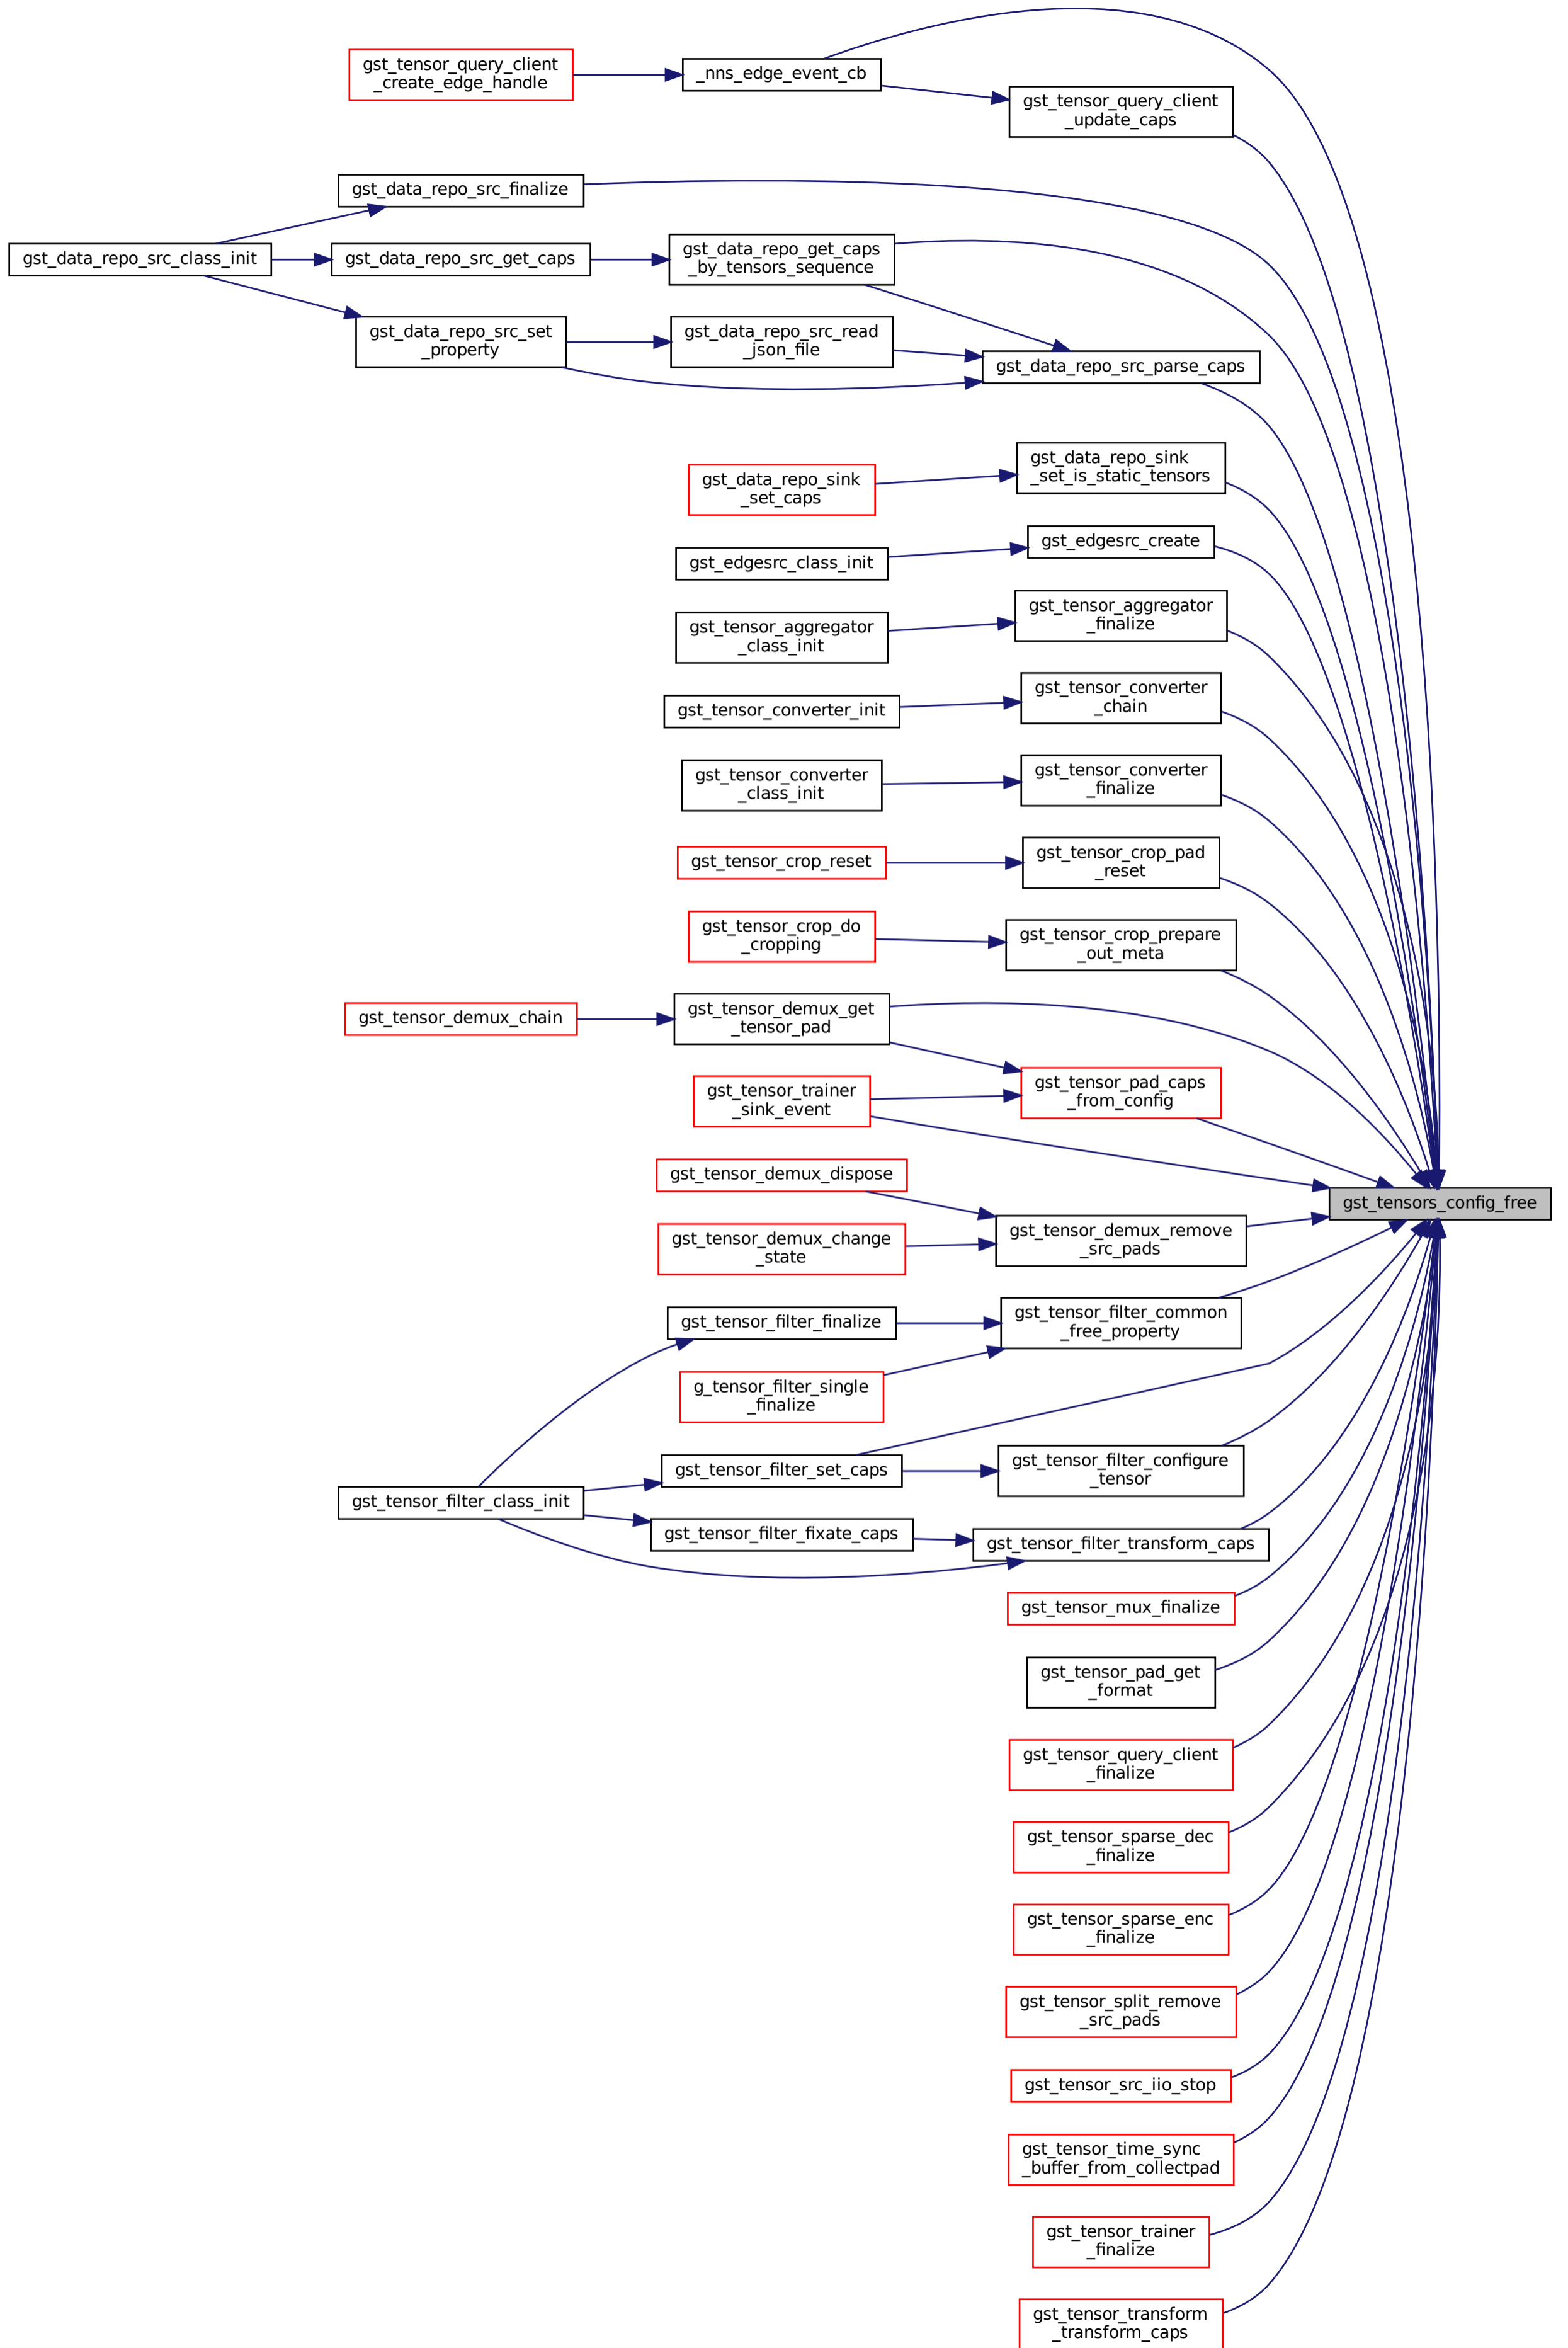 gst_tensor_query_client
_create_edge_handle
_nns_edge_event_cb
gst_tensor_query_client
_update_caps
gst_data_repo_src_finalize
gst_data_repo_src_class_init
gst_data_repo_src_get_caps
gst_data_repo_get_caps
_by_tensors_sequence
gst_data_repo_src_set
_property
gst_data_repo_src_read
_json_file
gst_data_repo_src_parse_caps
gst_data_repo_sink
_set_caps
gst_data_repo_sink
_set_is_static_tensors
gst_edgesrc_class_init
gst_edgesrc_create
gst_tensor_aggregator
_class_init
gst_tensor_aggregator
_finalize
gst_tensor_converter_init
gst_tensor_converter
_chain
gst_tensor_converter
_class_init
gst_tensor_converter
_finalize
gst_tensor_crop_reset
gst_tensor_crop_pad
_reset
gst_tensor_crop_do
_cropping
gst_tensor_crop_prepare
_out_meta
gst_tensor_demux_chain
gst_tensor_demux_get
_tensor_pad
gst_tensor_trainer
_sink_event
gst_tensor_pad_caps
_from_config
gst_tensor_demux_dispose
gst_tensors_config_free
gst_tensor_demux_change
_state
gst_tensor_demux_remove
_src_pads
gst_tensor_filter_finalize
gst_tensor_filter_common
_free_property
g_tensor_filter_single
_finalize
gst_tensor_filter_set_caps
gst_tensor_filter_configure
_tensor
gst_tensor_filter_class_init
gst_tensor_filter_fixate_caps
gst_tensor_filter_transform_caps
gst_tensor_mux_finalize
gst_tensor_pad_get
_format
gst_tensor_query_client
_finalize
gst_tensor_sparse_dec
_finalize
gst_tensor_sparse_enc
_finalize
gst_tensor_split_remove
_src_pads
gst_tensor_src_iio_stop
gst_tensor_time_sync
_buffer_from_collectpad
gst_tensor_trainer
_finalize
gst_tensor_transform
_transform_caps